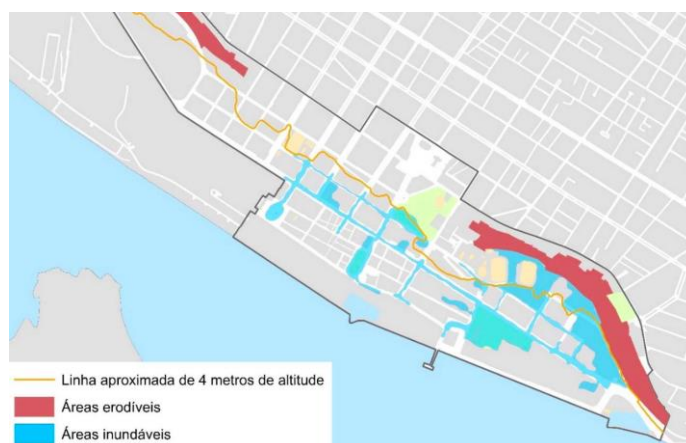 Linha aproximada de 4 metros de altitude
Áreas erodíveis
Áreas inundáveis